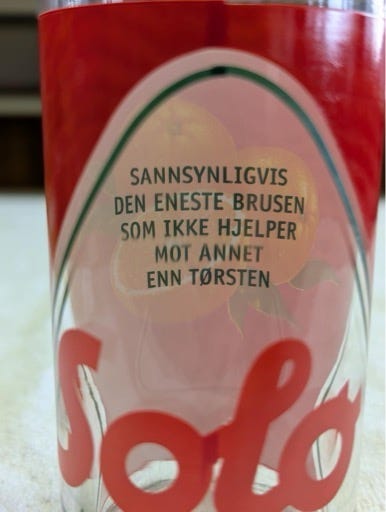 SANNSYNLIGVIS
DEN ENESTE BRUSEN
SOM IKKE HJELPER
MOT ANNET
ENN TØRSTEN
Solo